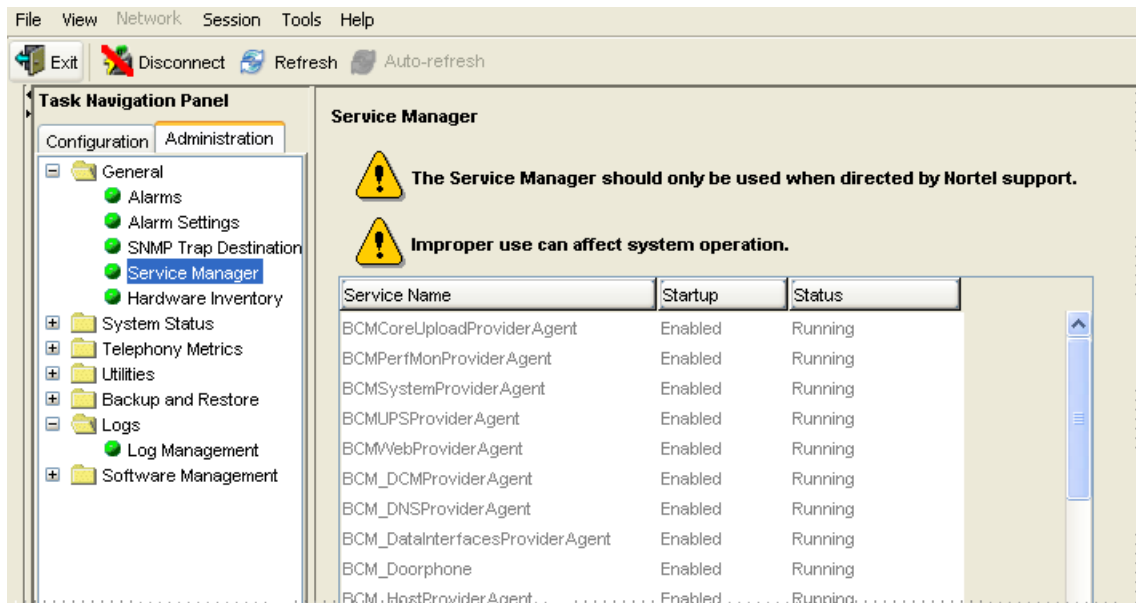 File View Network Session Tools Help
Exit Disconnect Refresh Auto-refresh
Task Navigation Panel
Configuration Administration
General
Alarms
Alarm Settings
SNMP Trap Destination
Service Manager
Hardware Inventory
System Status
Telephony Metrics
Utilities
Backup and Restore
Logs
Log Management
Software Management
Service Manager
The Service Manager should only be used when directed by Nortel support.
Improper use can affect system operation.
Service Name Startup Status
BCMCoreUploadProviderAgent Enabled Running
BCMPerfMonProviderAgent Enabled Running
BCMSystemProviderAgent Enabled Running
BCMUPSProviderAgent Enabled Running
BCMWebProviderAgent Enabled Running
BCM_DCMProviderAgent Enabled Running
BCM_DNSProviderAgent Enabled Running
BCM_DataInterfacesProviderAgent Enabled Running
BCM_Doorphone Enabled Running
BCM_HostProviderAgent Enabled Running